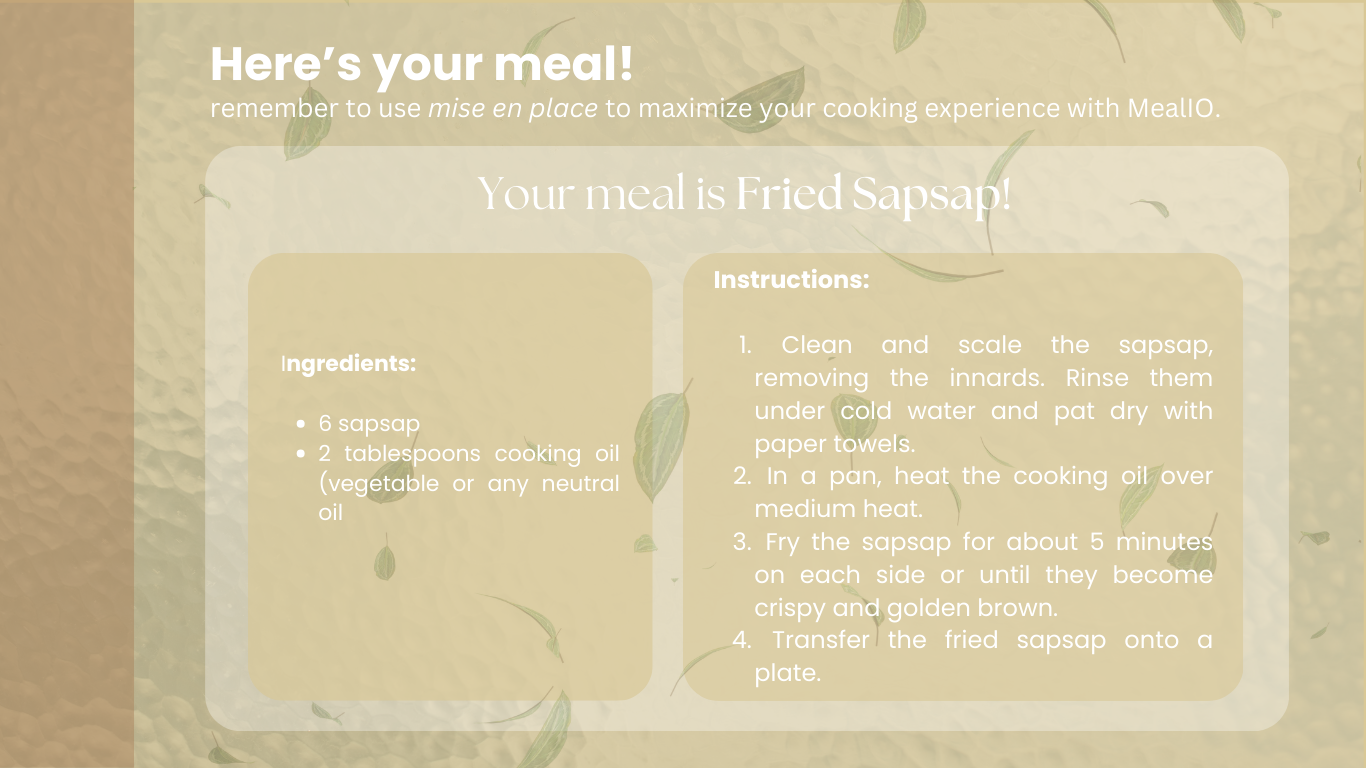 Here’s your meal!
remember to use mise en place to maximize your cooking experience with MealIO.
Your meal is Fried Sapsap!
Ingredients:
• 6 sapsap
• 2 tablespoons cooking oil
(vegetable or any neutral
oil
Instructions:
1. Clean and scale the sapsap,
removing the innards. Rinse them
under cold water and pat dry with
paper towels.
2. In a pan, heat the cooking oil over
medium heat.
3. Fry the sapsap for about 5 minutes
on each side or until they become
crispy and golden brown.
4. Transfer the fried sapsap onto a
plate.